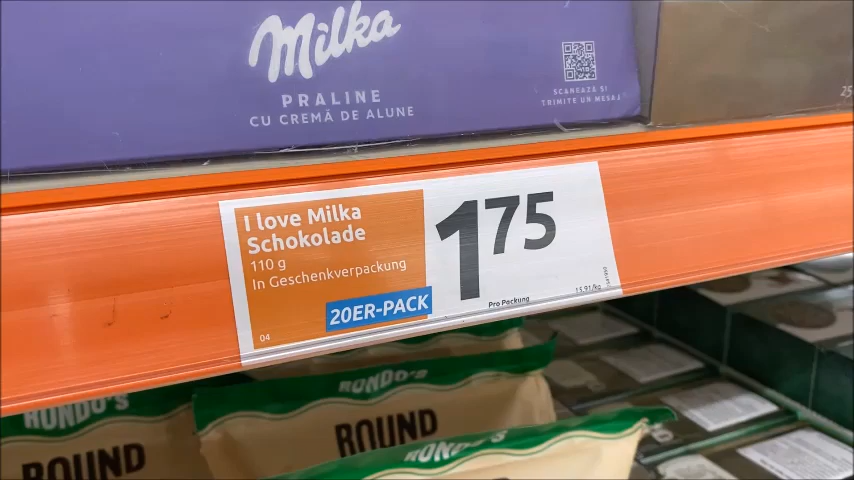 Milka
PRALINE
CU CREMĂ DE ALUNE
SCANEAZĂ ȘI
TRIMITE UN MESAJ
25
I love Milka
Schokolade
110 g
In Geschenkverpackung
20ER-PACK
04
175
Pro Packung
15,91/kg
RONDO'S
ROUND
RONDO'S
ROUND